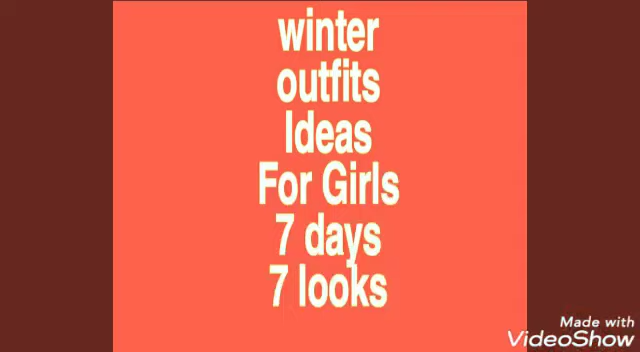 winter
outfits
Ideas
For Girls
7 days
7 looks
Made with
VideoShow